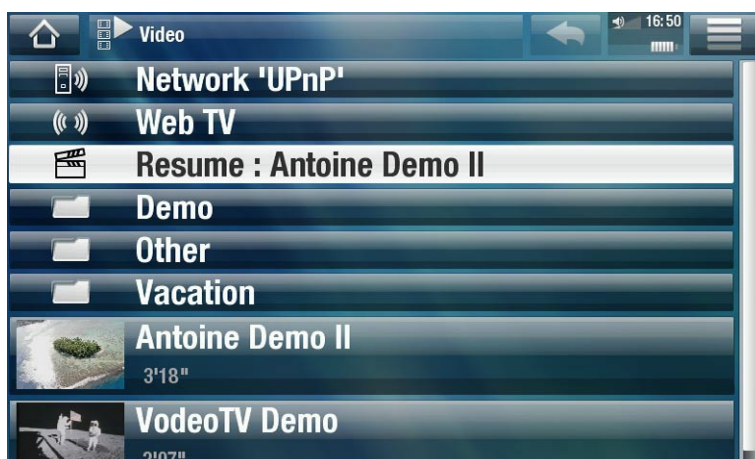 Video
16:50
Network 'UPnP'
Web TV
Resume : Antoine Demo II
Demo
Other
Vacation
Antoine Demo II
3'18"
VodeoTV Demo